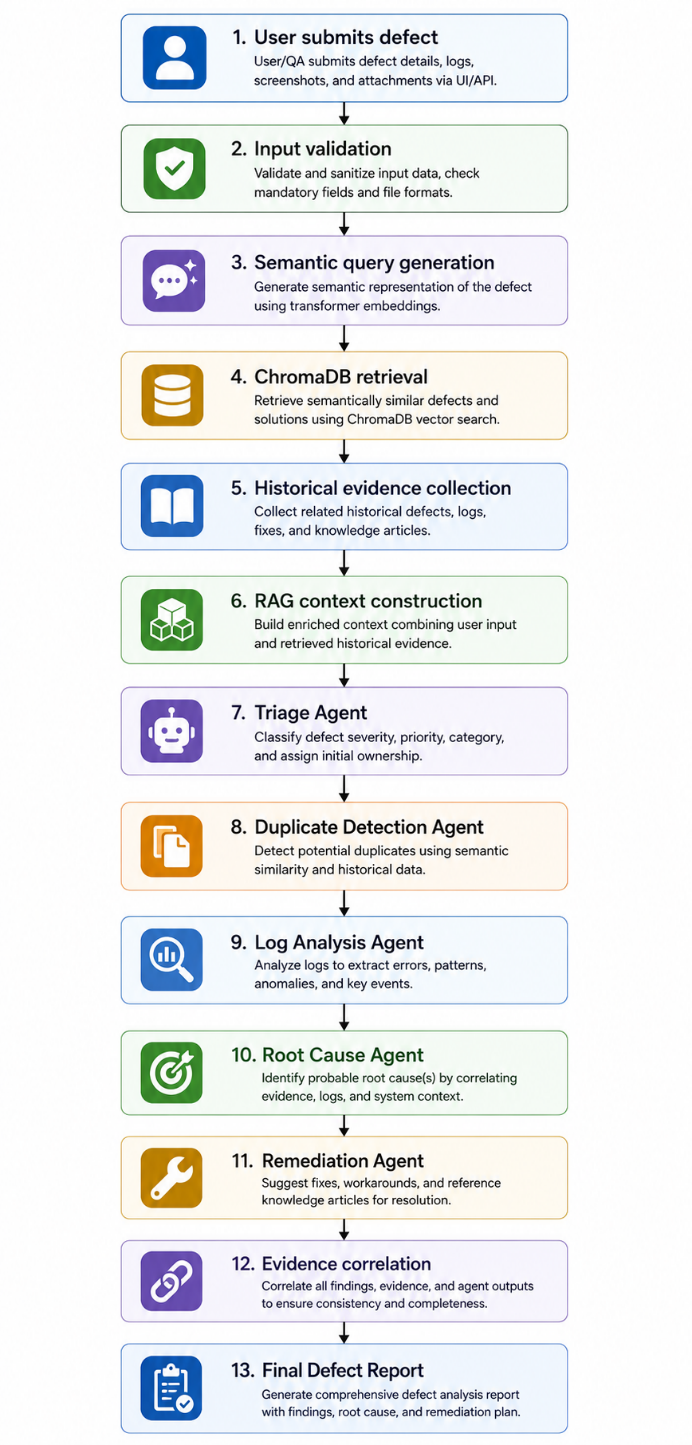 1. User submits defect
User/QA submits defect details, logs,
screenshots, and attachments via UI/API.
2. Input validation
Validate and sanitize input data, check
mandatory fields and file formats.
3. Semantic query generation
Generate semantic representation of the defect
using transformer embeddings.
4. ChromaDB retrieval
Retrieve semantically similar defects and
solutions using ChromaDB vector search.
5. Historical evidence collection
Collect related historical defects, logs,
fixes, and knowledge articles.
6. RAG context construction
Build enriched context combining user input
and retrieved historical evidence.
7. Triage Agent
Classify defect severity, priority, category,
and assign initial ownership.
8. Duplicate Detection Agent
Detect potential duplicates using semantic
similarity and historical data.
9. Log Analysis Agent
Analyze logs to extract errors, patterns,
anomalies, and key events.
10. Root Cause Agent
Identify probable root cause(s) by correlating
evidence, logs, and system context.
11. Remediation Agent
Suggest fixes, workarounds, and reference
knowledge articles for resolution.
12. Evidence correlation
Correlate all findings, evidence, and agent outputs
to ensure consistency and completeness.
13. Final Defect Report
Generate comprehensive defect analysis report
with findings, root cause, and remediation plan.